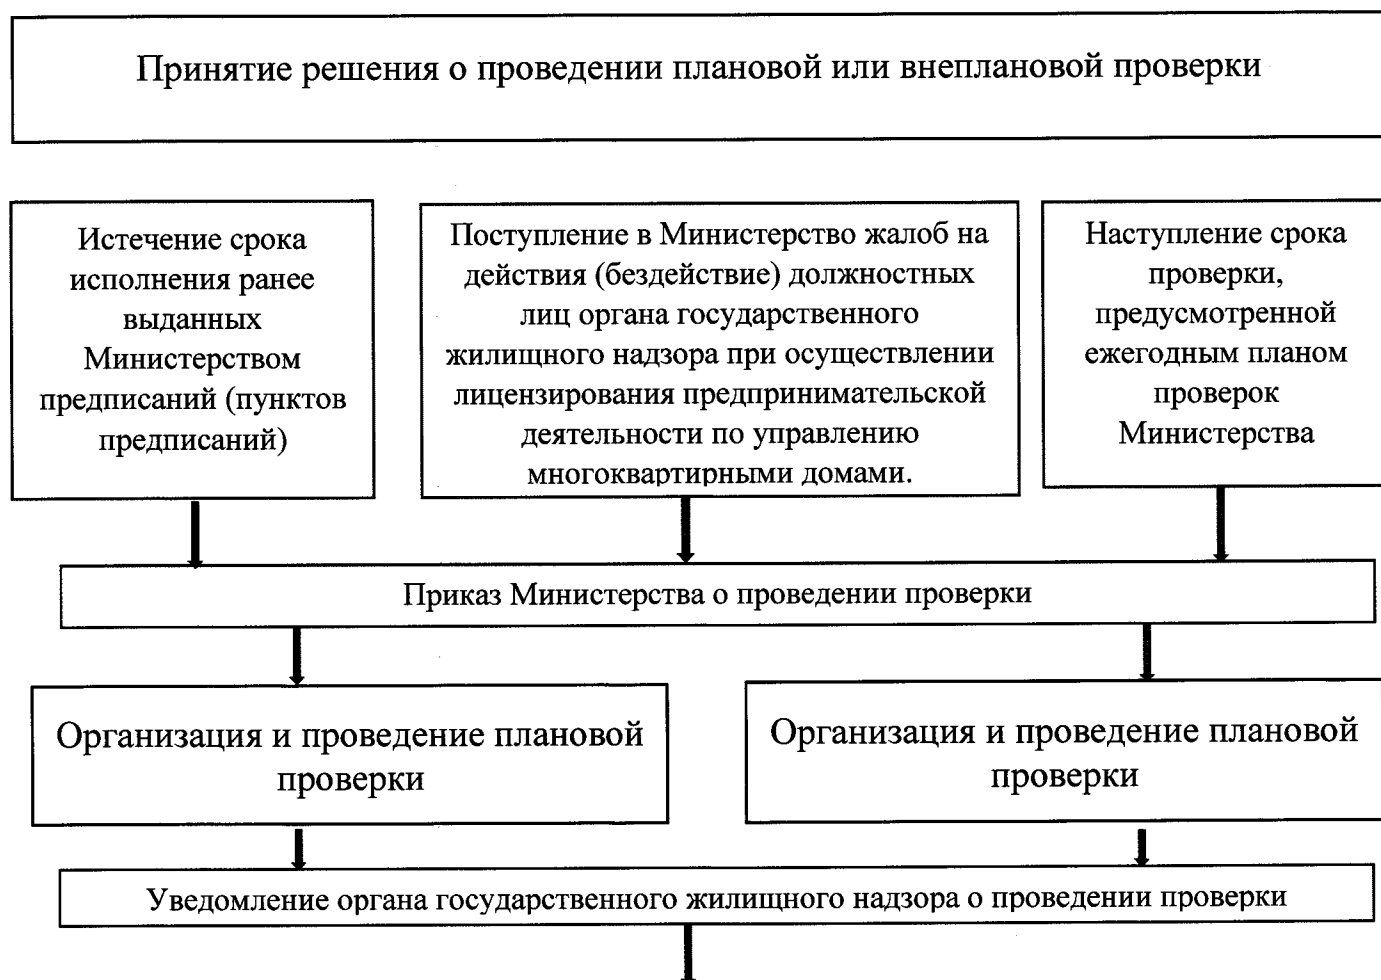 Принятие решения о проведении плановой или внеплановой проверки
Истечение срока
исполнения ранее
выданных
Министерством
предписаний (пунктов
предписаний)
Поступление в Министерство жалоб на
действия (бездействие) должностных
лиц органа государственного
жилищного надзора при осуществлении
лицензирования предпринимательской
деятельности по управлению
многоквартирными домами.
Наступление срока
проверки,
предусмотренной
ежегодным планом
проверок
Министерства
Приказ Министерства о проведении проверки
Организация и проведение плановой
проверки
Организация и проведение плановой
проверки
Уведомление органа государственного жилищного надзора о проведении проверки